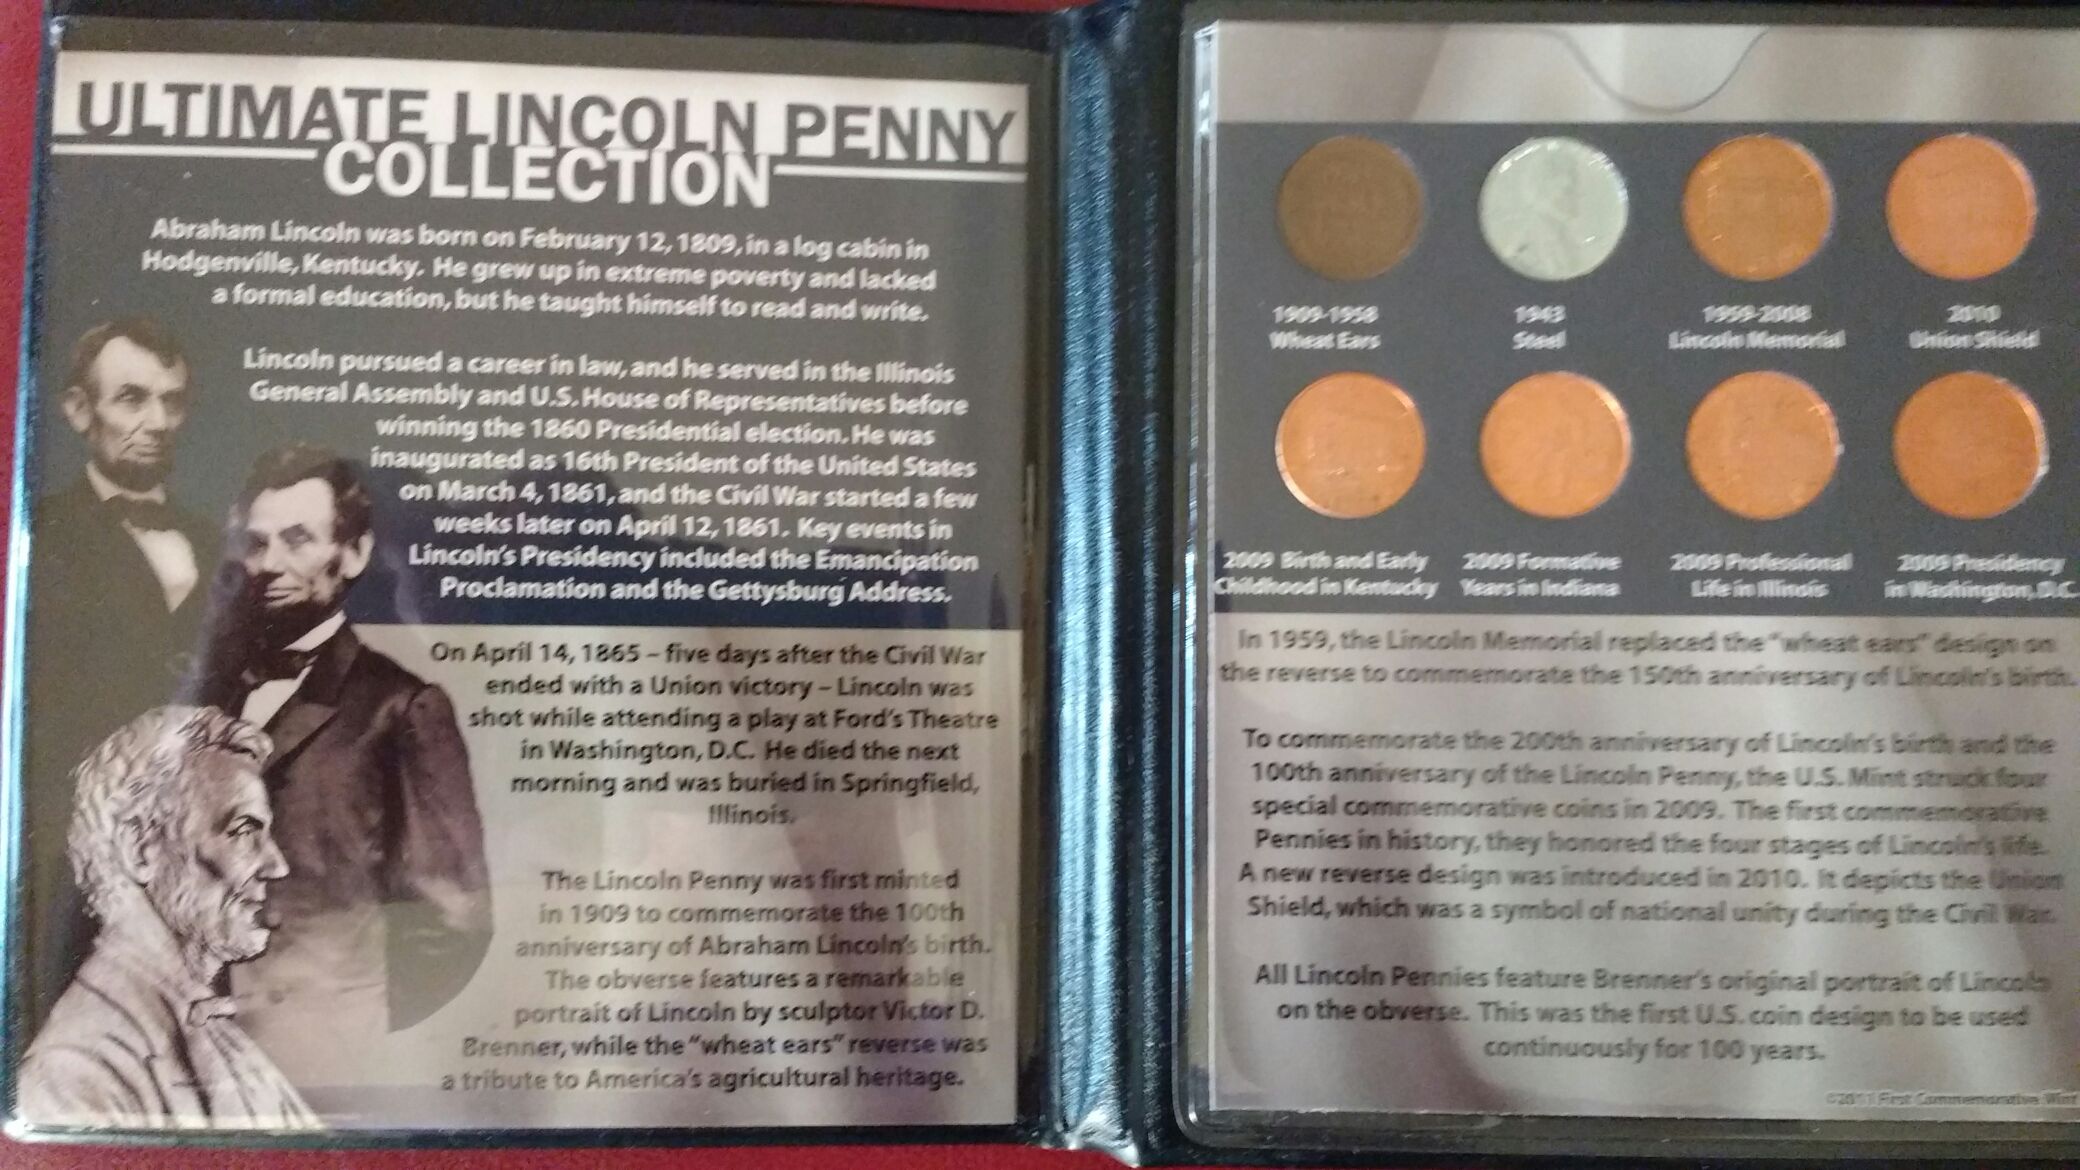 ULTIMATE LINCOLN PENNY
COLLECTION
Abraham Lincoln was born on February 12, 1809, in a log cabin in
Hodgenville, Kentucky. He grew up in extreme poverty and lacked
a formal education, but he taught himself to read and write.
Lincoln pursued a career in law, and he served in the Illinois
General Assembly and U.S. House of Representatives before
winning the 1860 Presidential election. He was
inaugurated as 16th President of the United States
on March 4, 1861, and the Civil War started a few
weeks later on April 12, 1861. Key events in
Lincoln's Presidency included the Emancipation
Proclamation and the Gettysburg Address.
On April 14, 1865 – five days after the Civil War
ended with a Union victory – Lincoln was
shot while attending a play at Ford's Theatre
in Washington, D.C. He died the next
morning and was buried in Springfield,
Illinois.
The Lincoln Penny was first minted
in 1909 to commemorate the 100th
anniversary of Abraham Lincoln's birth.
The obverse features a remarkable
portrait of Lincoln by sculptor Victor D.
Brenner, while the "wheat ears" reverse was
a tribute to America's agricultural heritage.
1909-1958
Wheat Ears
1943
Steel
1959-2008
Lincoln Memorial
2010
Union Shield
2009 Birth and Early
Childhood in Kentucky
2009 Formative
Years in Indiana
2009 Professional
Life in Illinois
2009 Presidency
in Washington, D.C.
In 1959, the Lincoln Memorial replaced the "wheat ears" design on
the reverse to commemorate the 150th anniversary of Lincoln's birth.
To commemorate the 200th anniversary of Lincoln's birth and the
100th anniversary of the Lincoln Penny, the U.S. Mint struck four
special commemorative coins in 2009. The first commemorative
Pennies in history, they honored the four stages of Lincoln's life.
A new reverse design was introduced in 2010. It depicts the Union
Shield, which was a symbol of national unity during the Civil War.
All Lincoln Pennies feature Brenner's original portrait of Lincoln
on the obverse. This was the first U.S. coin design to be used
continuously for 100 years.
©2011 First Commemorative Mint